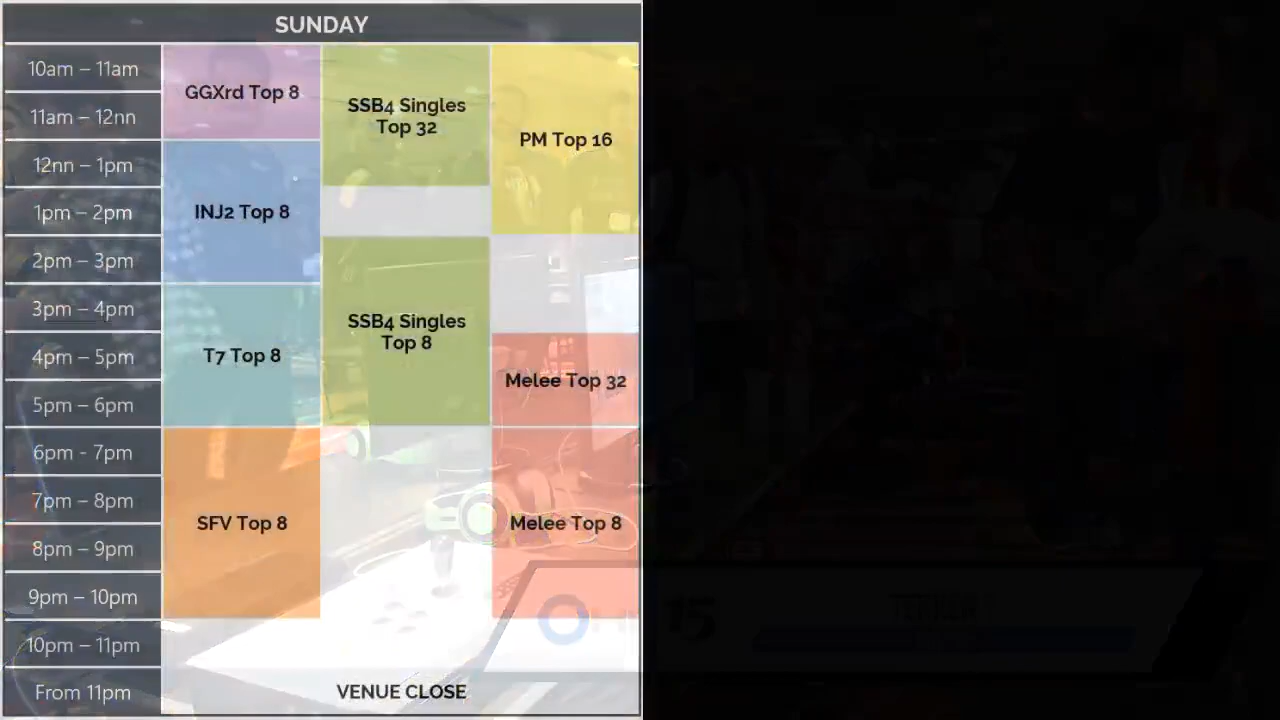 SUNDAY
10am – 11am
11am – 12nn
12nn – 1pm
1pm – 2pm
2pm – 3pm
3pm – 4pm
4pm – 5pm
5pm – 6pm
6pm - 7pm
7pm – 8pm
8pm – 9pm
9pm – 10pm
10pm – 11pm
From 11pm
GGXrd Top 8
INJ2 Top 8
T7 Top 8
SFV Top 8
SSB4 Singles
Top 32
SSB4 Singles
Top 8
PM Top 16
Melee Top 32
Melee Top 8
VENUE CLOSE
15